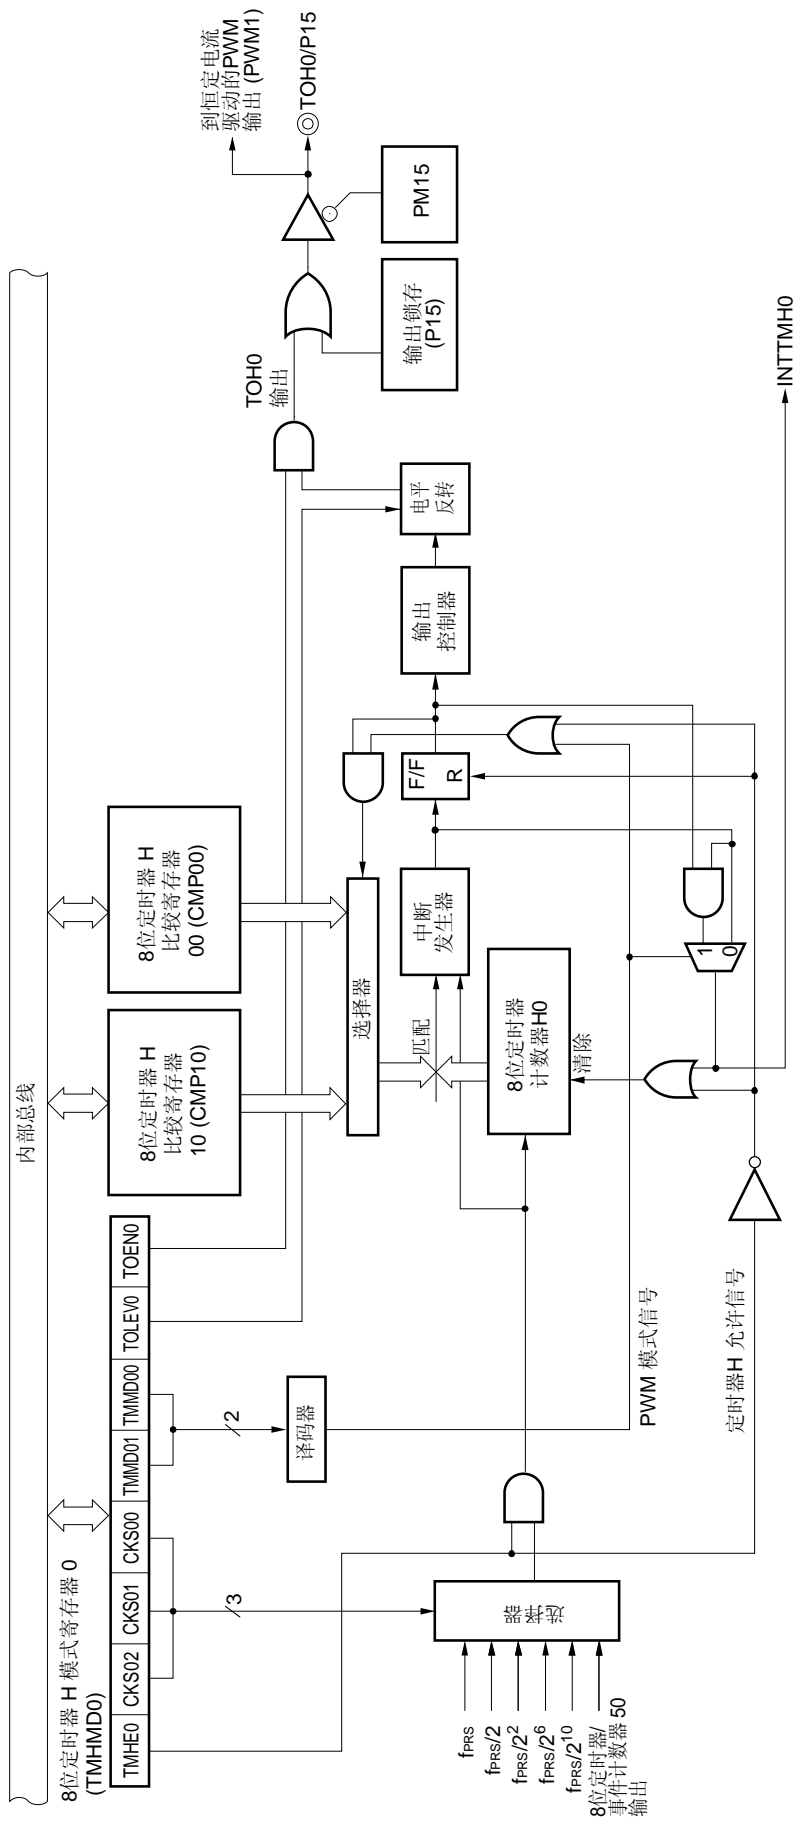 内部总线
8位定时器 H 模式寄存器 0
(TMHMD0)
TMHE0 CKS02 CKS01 CKS00 TMMD01 TMMD00 TOLEV0 TOEN0
8位定时器 H
比较寄存器
10 (CMP10)
8位定时器 H
比较寄存器
00 (CMP00)
3
2
译码器
选择器
匹配
中断
发生器
F/F
R
输出
控制器
电平
反转
TOH0
输出
输出锁存
(P15)
PM15
到恒定电流
驱动的PWM
输出 (PWM1)
TOH0/P15
fPRS
fPRS/2
fPRS/2²
fPRS/2⁶
fPRS/2¹⁰
8位定时器/
事件计数器 50
输出
选择器
8位定时器
计数器H0
清除
1
0
PWM 模式信号
定时器H 允许信号
INTTMH0